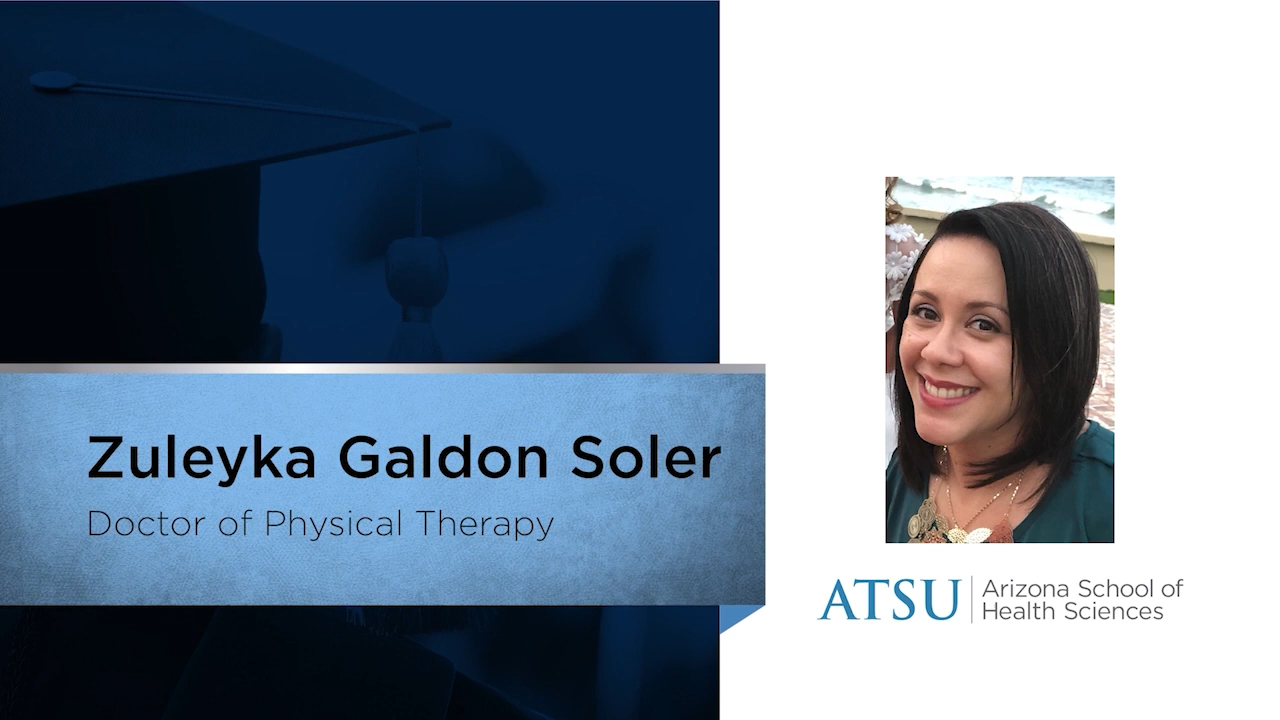 Zuleyka Galdon Soler
Doctor of Physical Therapy
ATSU
Arizona School of
Health Sciences